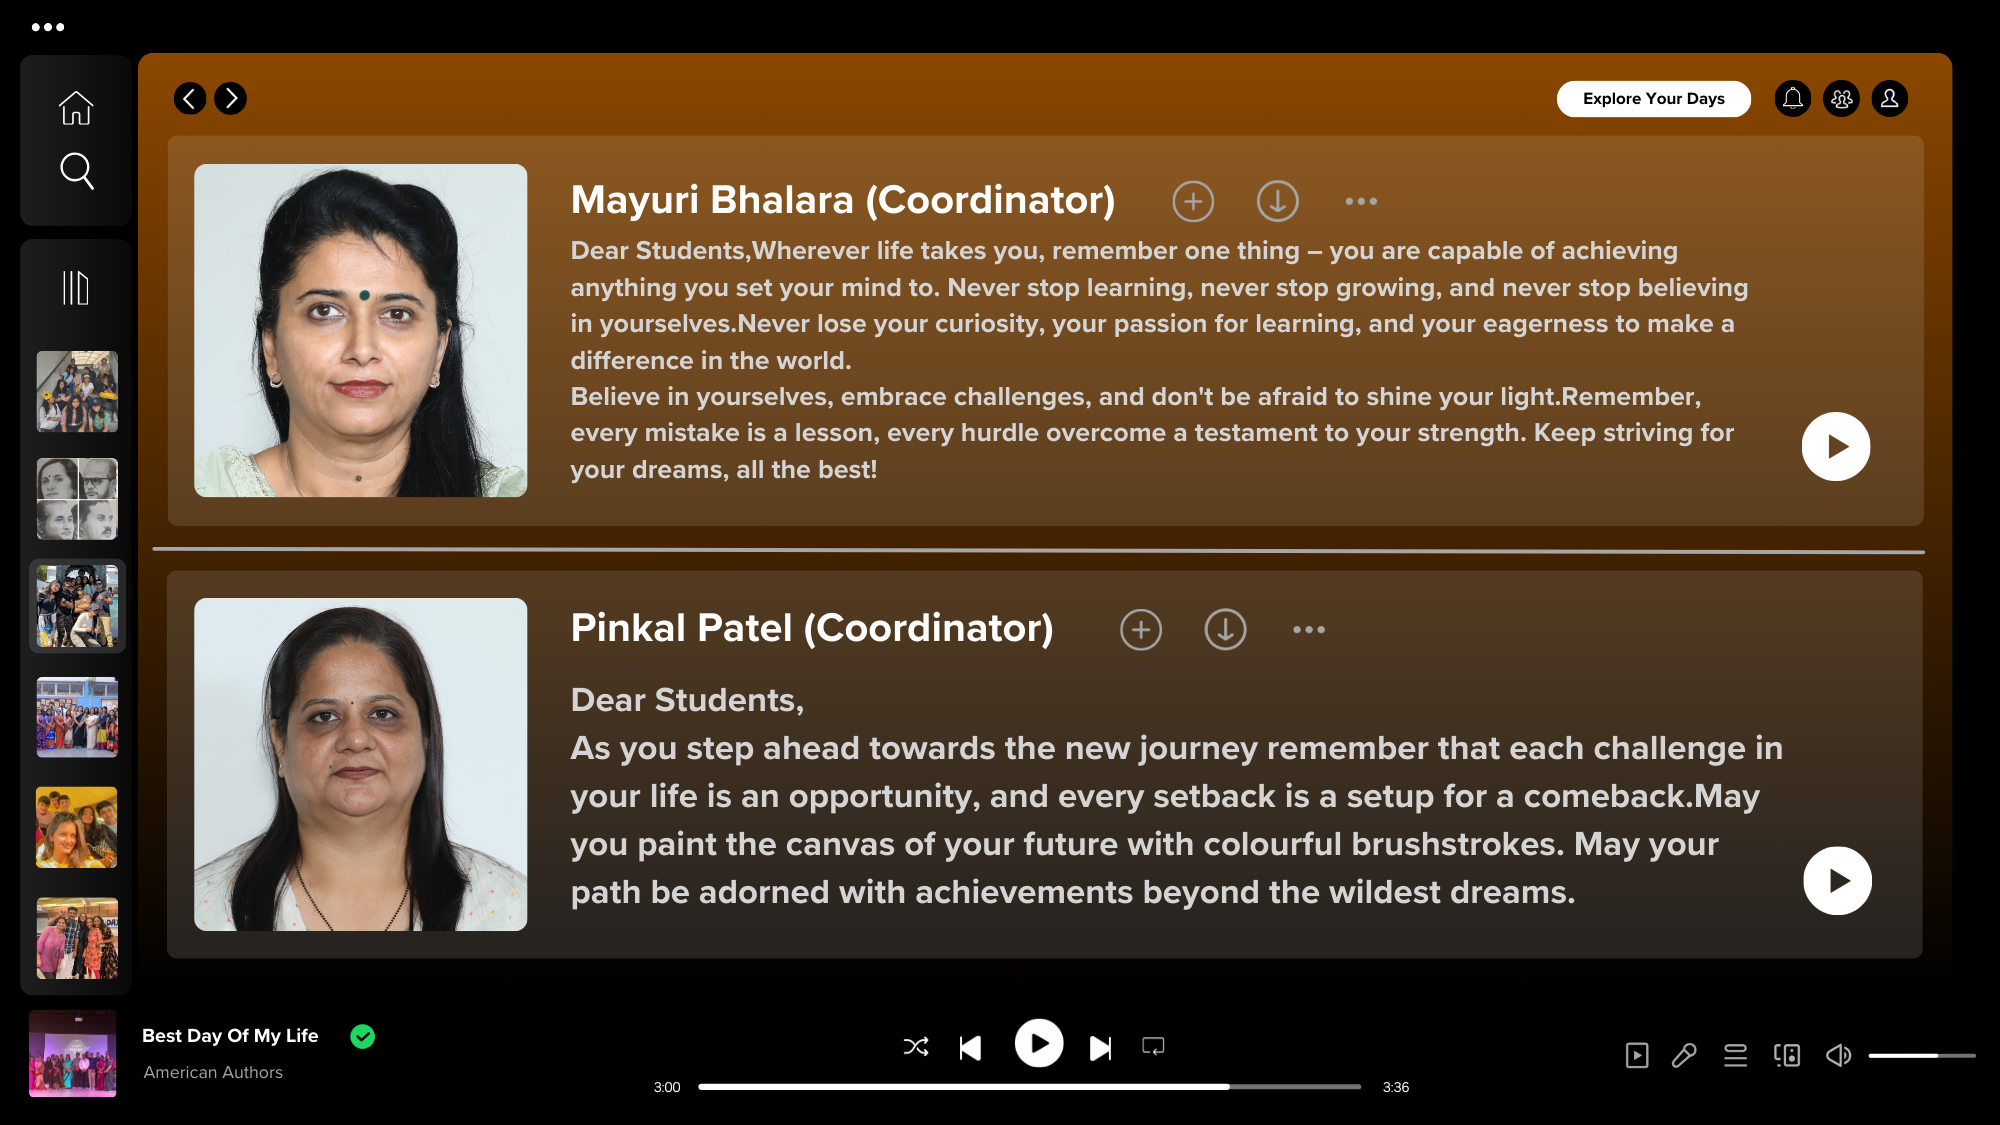 Explore Your Days
Mayuri Bhalara (Coordinator)
Dear Students,Wherever life takes you, remember one thing – you are capable of achieving
anything you set your mind to. Never stop learning, never stop growing, and never stop believing
in yourselves.Never lose your curiosity, your passion for learning, and your eagerness to make a
difference in the world.
Believe in yourselves, embrace challenges, and don't be afraid to shine your light.Remember,
every mistake is a lesson, every hurdle overcome a testament to your strength. Keep striving for
your dreams, all the best!
Pinkal Patel (Coordinator)
Dear Students,
As you step ahead towards the new journey remember that each challenge in
your life is an opportunity, and every setback is a setup for a comeback.May
you paint the canvas of your future with colourful brushstrokes. May your
path be adorned with achievements beyond the wildest dreams.
Best Day Of My Life
American Authors
3:00
3:36